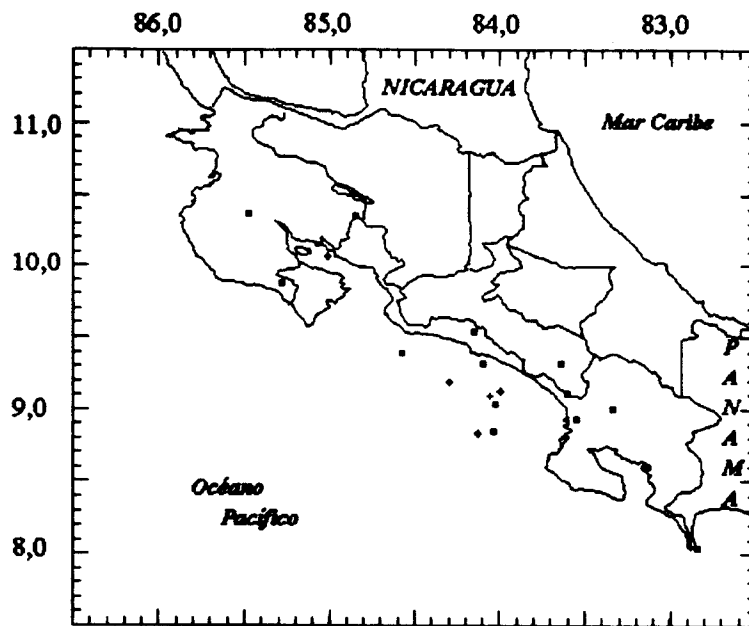 86,0 85,0 84,0 83,0
NICARAGUA
Mar Caribe
11,0
10,0
9,0
8,0
PANAMA
Océano
Pacífico